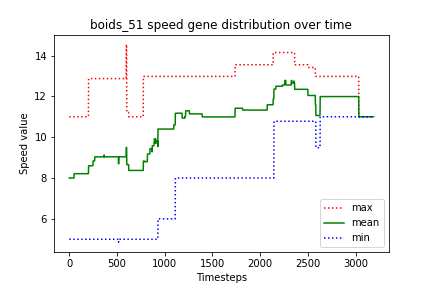 boids_51 speed gene distribution over time
Speed value
14
12
10
8
6
0
500
1000
1500
2000
2500
3000
Timesteps
max
mean
min